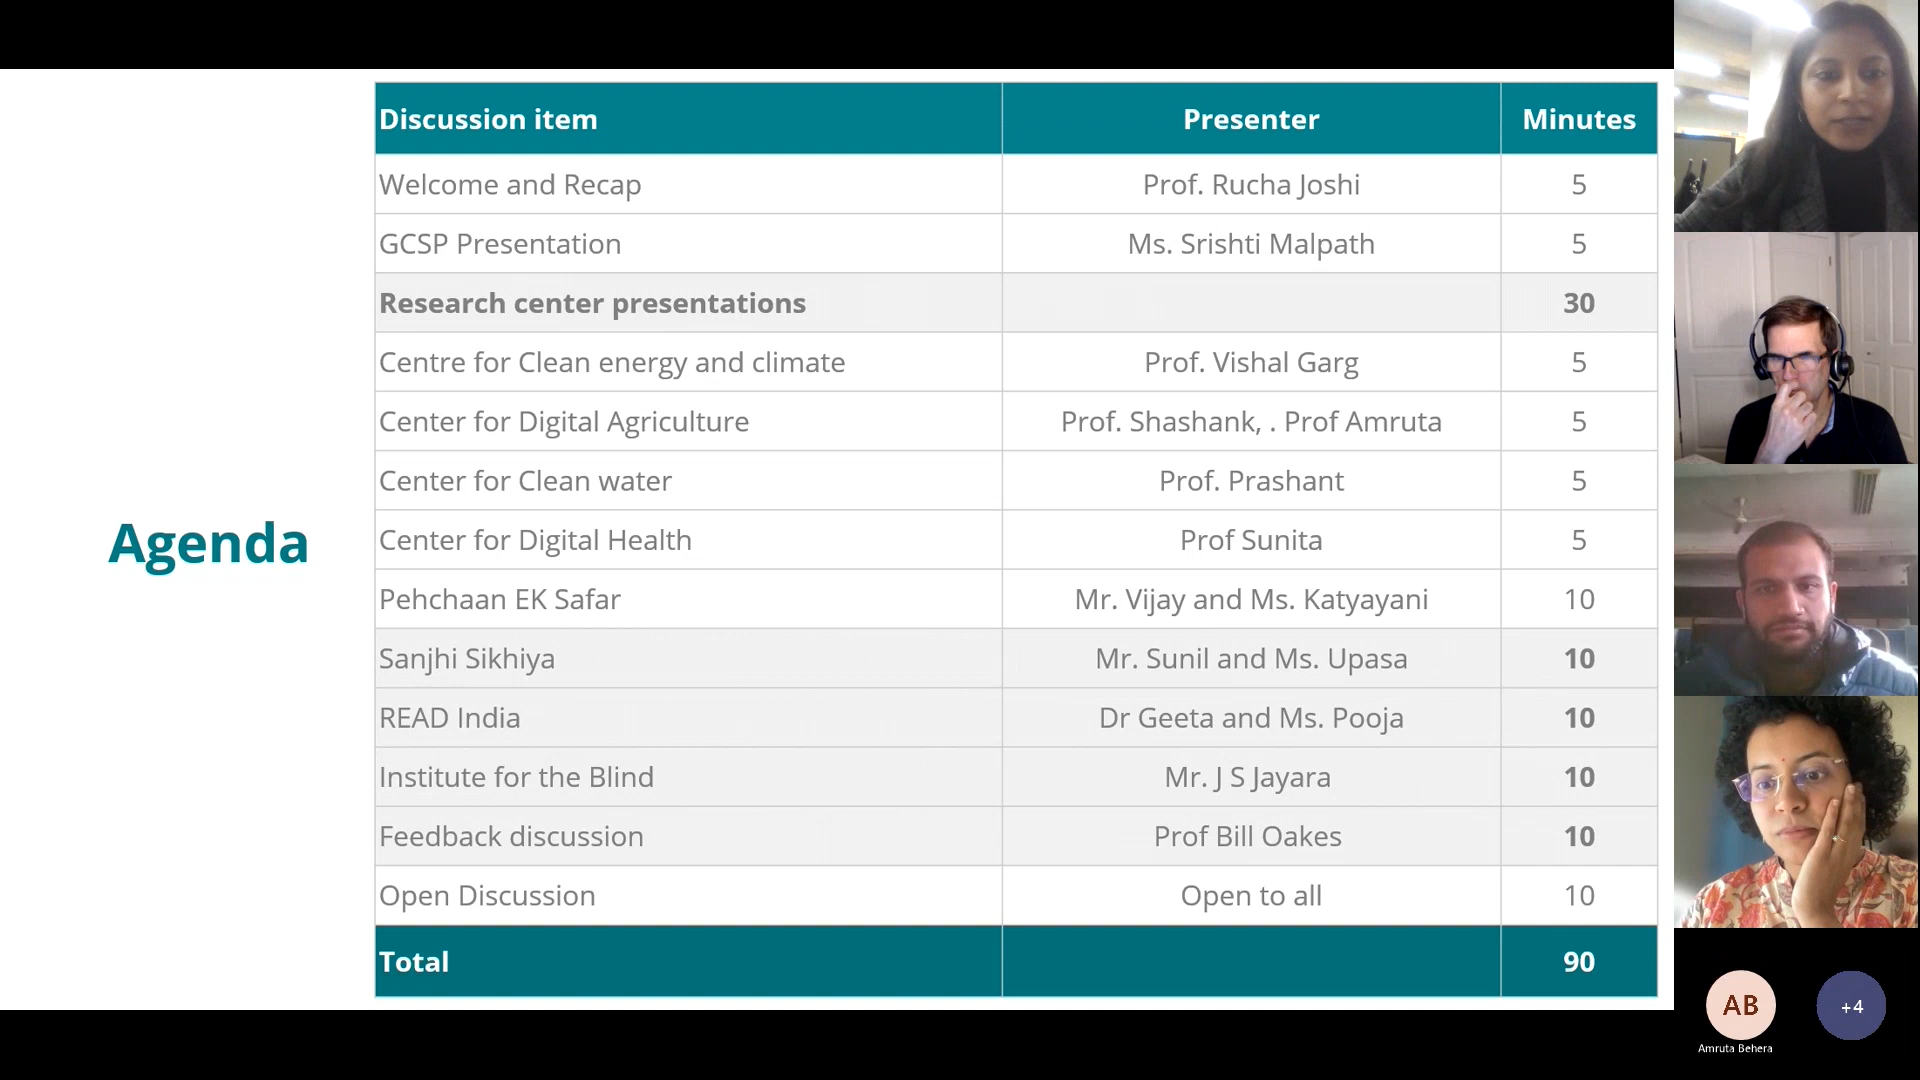 Agenda
Discussion item Presenter Minutes
Welcome and Recap Prof. Rucha Joshi 5
GCSP Presentation Ms. Srishti Malpath 5
Research center presentations 30
Centre for Clean energy and climate Prof. Vishal Garg 5
Center for Digital Agriculture Prof. Shashank, . Prof Amruta 5
Center for Clean water Prof. Prashant 5
Center for Digital Health Prof Sunita 5
Pehchaan EK Safar Mr. Vijay and Ms. Katyayani 10
Sanjhi Sikhiya Mr. Sunil and Ms. Upasa 10
READ India Dr Geeta and Ms. Pooja 10
Institute for the Blind Mr. J S Jayara 10
Feedback discussion Prof Bill Oakes 10
Open Discussion Open to all 10
Total 90
AB
Amruta Behera
+4